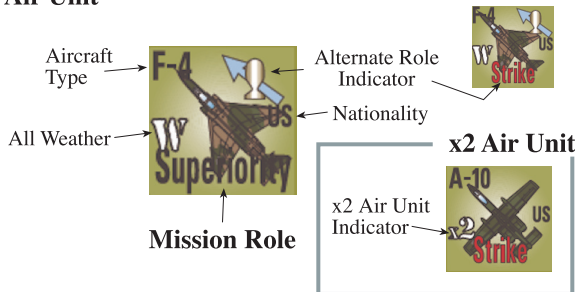 Air Unit
Aircraft
Type
F-4
W
US
Superiority
All Weather
Mission Role
Alternate Role
Indicator
Nationality
F-4
W
US
Strike
x2 Air Unit
x2 Air Unit
Indicator
A-10
x2
US
Strike